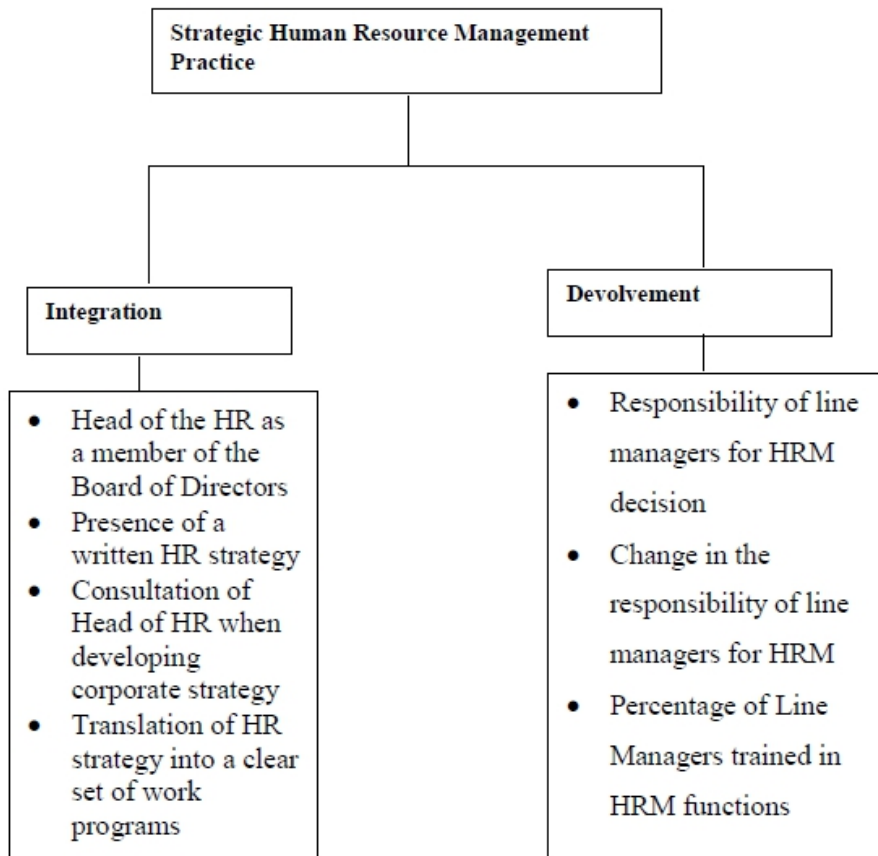 Strategic Human Resource Management
Practice
Integration
Devolvement
• Head of the HR as
a member of the
Board of Directors
• Presence of a
written HR strategy
• Consultation of
Head of HR when
developing
corporate strategy
• Translation of HR
strategy into a clear
set of work
programs
• Responsibility of line
managers for HRM
decision
• Change in the
responsibility of line
managers for HRM
• Percentage of Line
Managers trained in
HRM functions